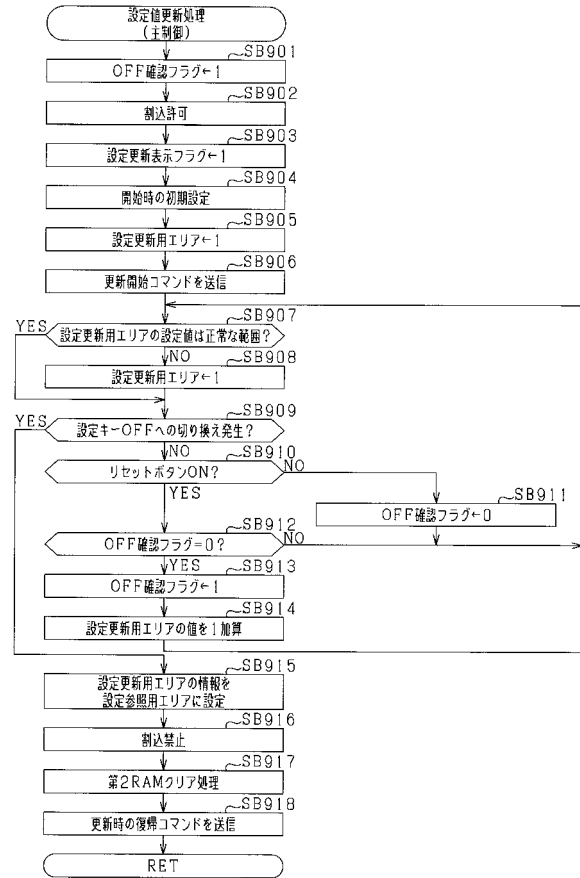 設定値更新処理
(主制御)
SB901
OFF確認フラグ←1
SB902
割込許可
SB903
設定更新表示フラグ←1
SB904
開始時の初期設定
SB905
設定更新用エリア←1
SB906
更新開始コマンドを送信
SB907
YES
設定更新用エリアの設定値は正常な範囲?
NO
SB908
設定更新用エリア←1
SB909
YES
設定キーOFFへの切り換え発生?
NO
SB910
リセットボタンON?
NO
YES
SB911
OFF確認フラグ←0
SB912
OFF確認フラグ=0?
NO
YES
SB913
OFF確認フラグ←1
SB914
設定更新用エリアの値を1加算
SB915
設定更新用エリアの情報を
設定参照用エリアに設定
SB916
割込禁止
SB917
第2RAMクリア処理
SB918
更新時の復帰コマンドを送信
RET